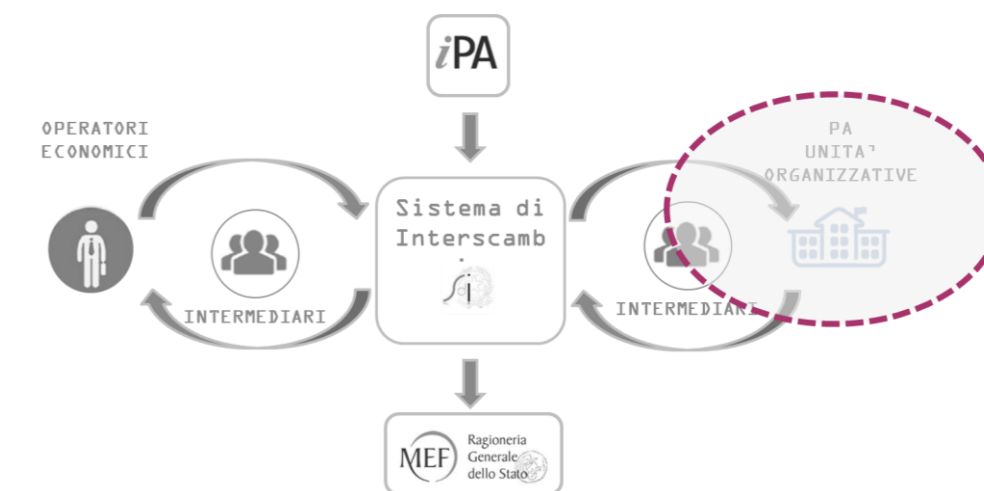 iPA
OPERATORI
ECONOMICI
PA
UNITA'
ORGANIZZATIVE
Sistema di
Interscamb
INTERMEDIARI
INTERMEDIARI
MEF
Ragioneria
Generale
dello Stato